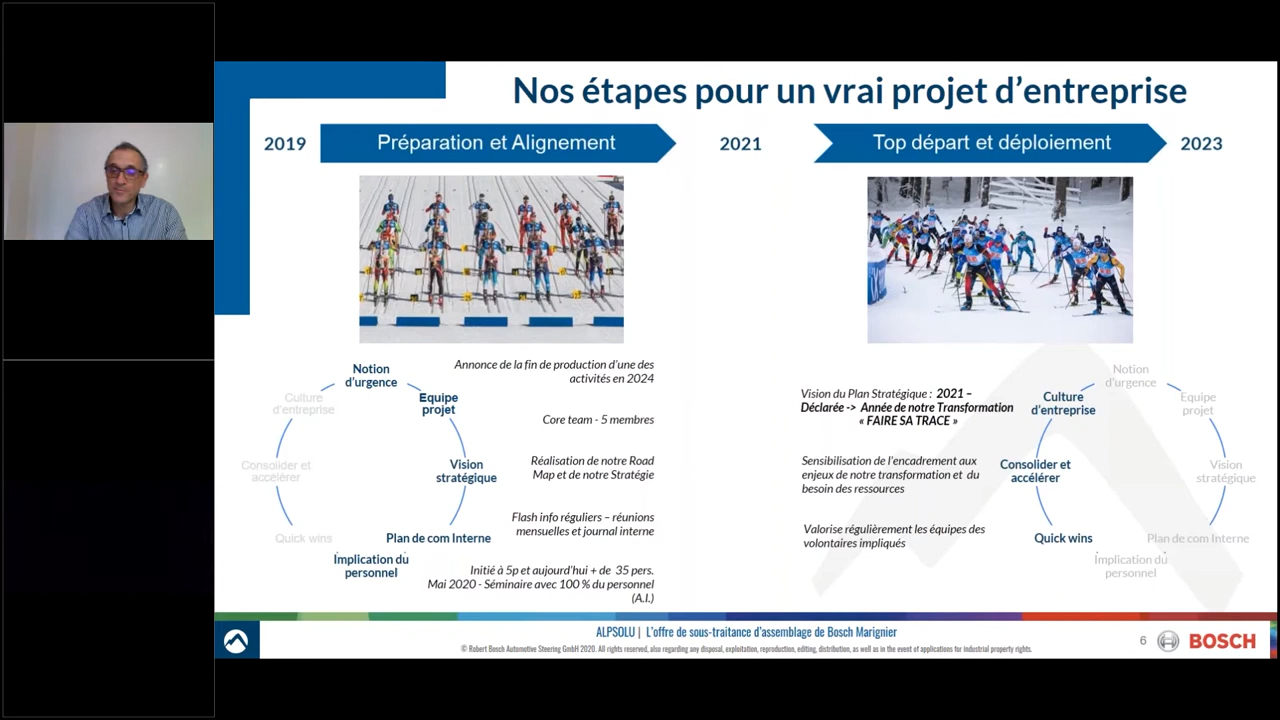 Nos étapes pour un vrai projet d'entreprise
2019
Préparation et Alignement
2021
Top départ et déploiement
2023
Notion
d'urgence
Equipe
projet
Vision
stratégique
Plan de com Interne
Implication du
personnel
Quick wins
Consolider et
accélérer
Culture
d'entreprise
Annonce de la fin de production d'une des
activités en 2024
Core team - 5 membres
Réalisation de notre Road
Map et de notre Stratégie
Flash info réguliers – réunions
mensuelles et journal interne
Initié à 5p et aujourd'hui + de 35 pers.
Mai 2020 - Séminaire avec 100 % du personnel
(A.I.)
Vision du Plan Stratégique : 2021 –
Déclarée -> Année de notre Transformation
« FAIRE SA TRACE »
Sensibilisation de l'encadrement aux
enjeux de notre transformation et du
besoin des ressources
Valorise régulièrement les équipes des
volontaires impliqués
Notion
d'urgence
Equipe
projet
Vision
stratégique
Plan de com Interne
Implication du
personnel
Quick wins
Consolider et
accélérer
Culture
d'entreprise
ALPSOLU | L'offre de sous-traitance d'assemblage de Bosch Marignier
© Robert Bosch Automotive Steering GmbH 2020. All rights reserved, also regarding any disposal, exploitation, reproduction, editing, distribution, as well as in the event of applications for industrial property rights.
6
BOSCH